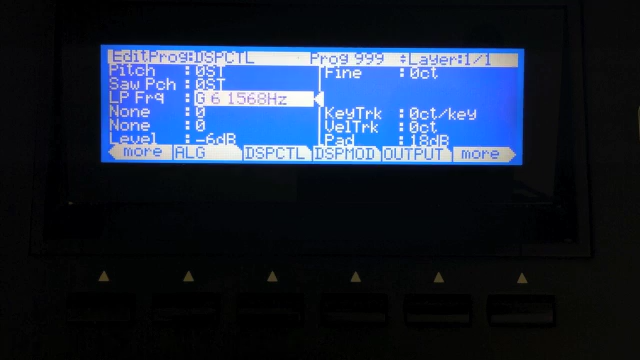 EditProg:DSPCTL Prog 999 Layer:1/1
Pitch :0ST Fine :0ct
Saw Pch :0ST
LP Frq :G 6 1568Hz
None :0 KeyTrk :0ct/key
None :0 VelTrk :0ct
Level :-6dB Pad :18dB
more ALG DSPCTL DSPMOD OUTPUT more